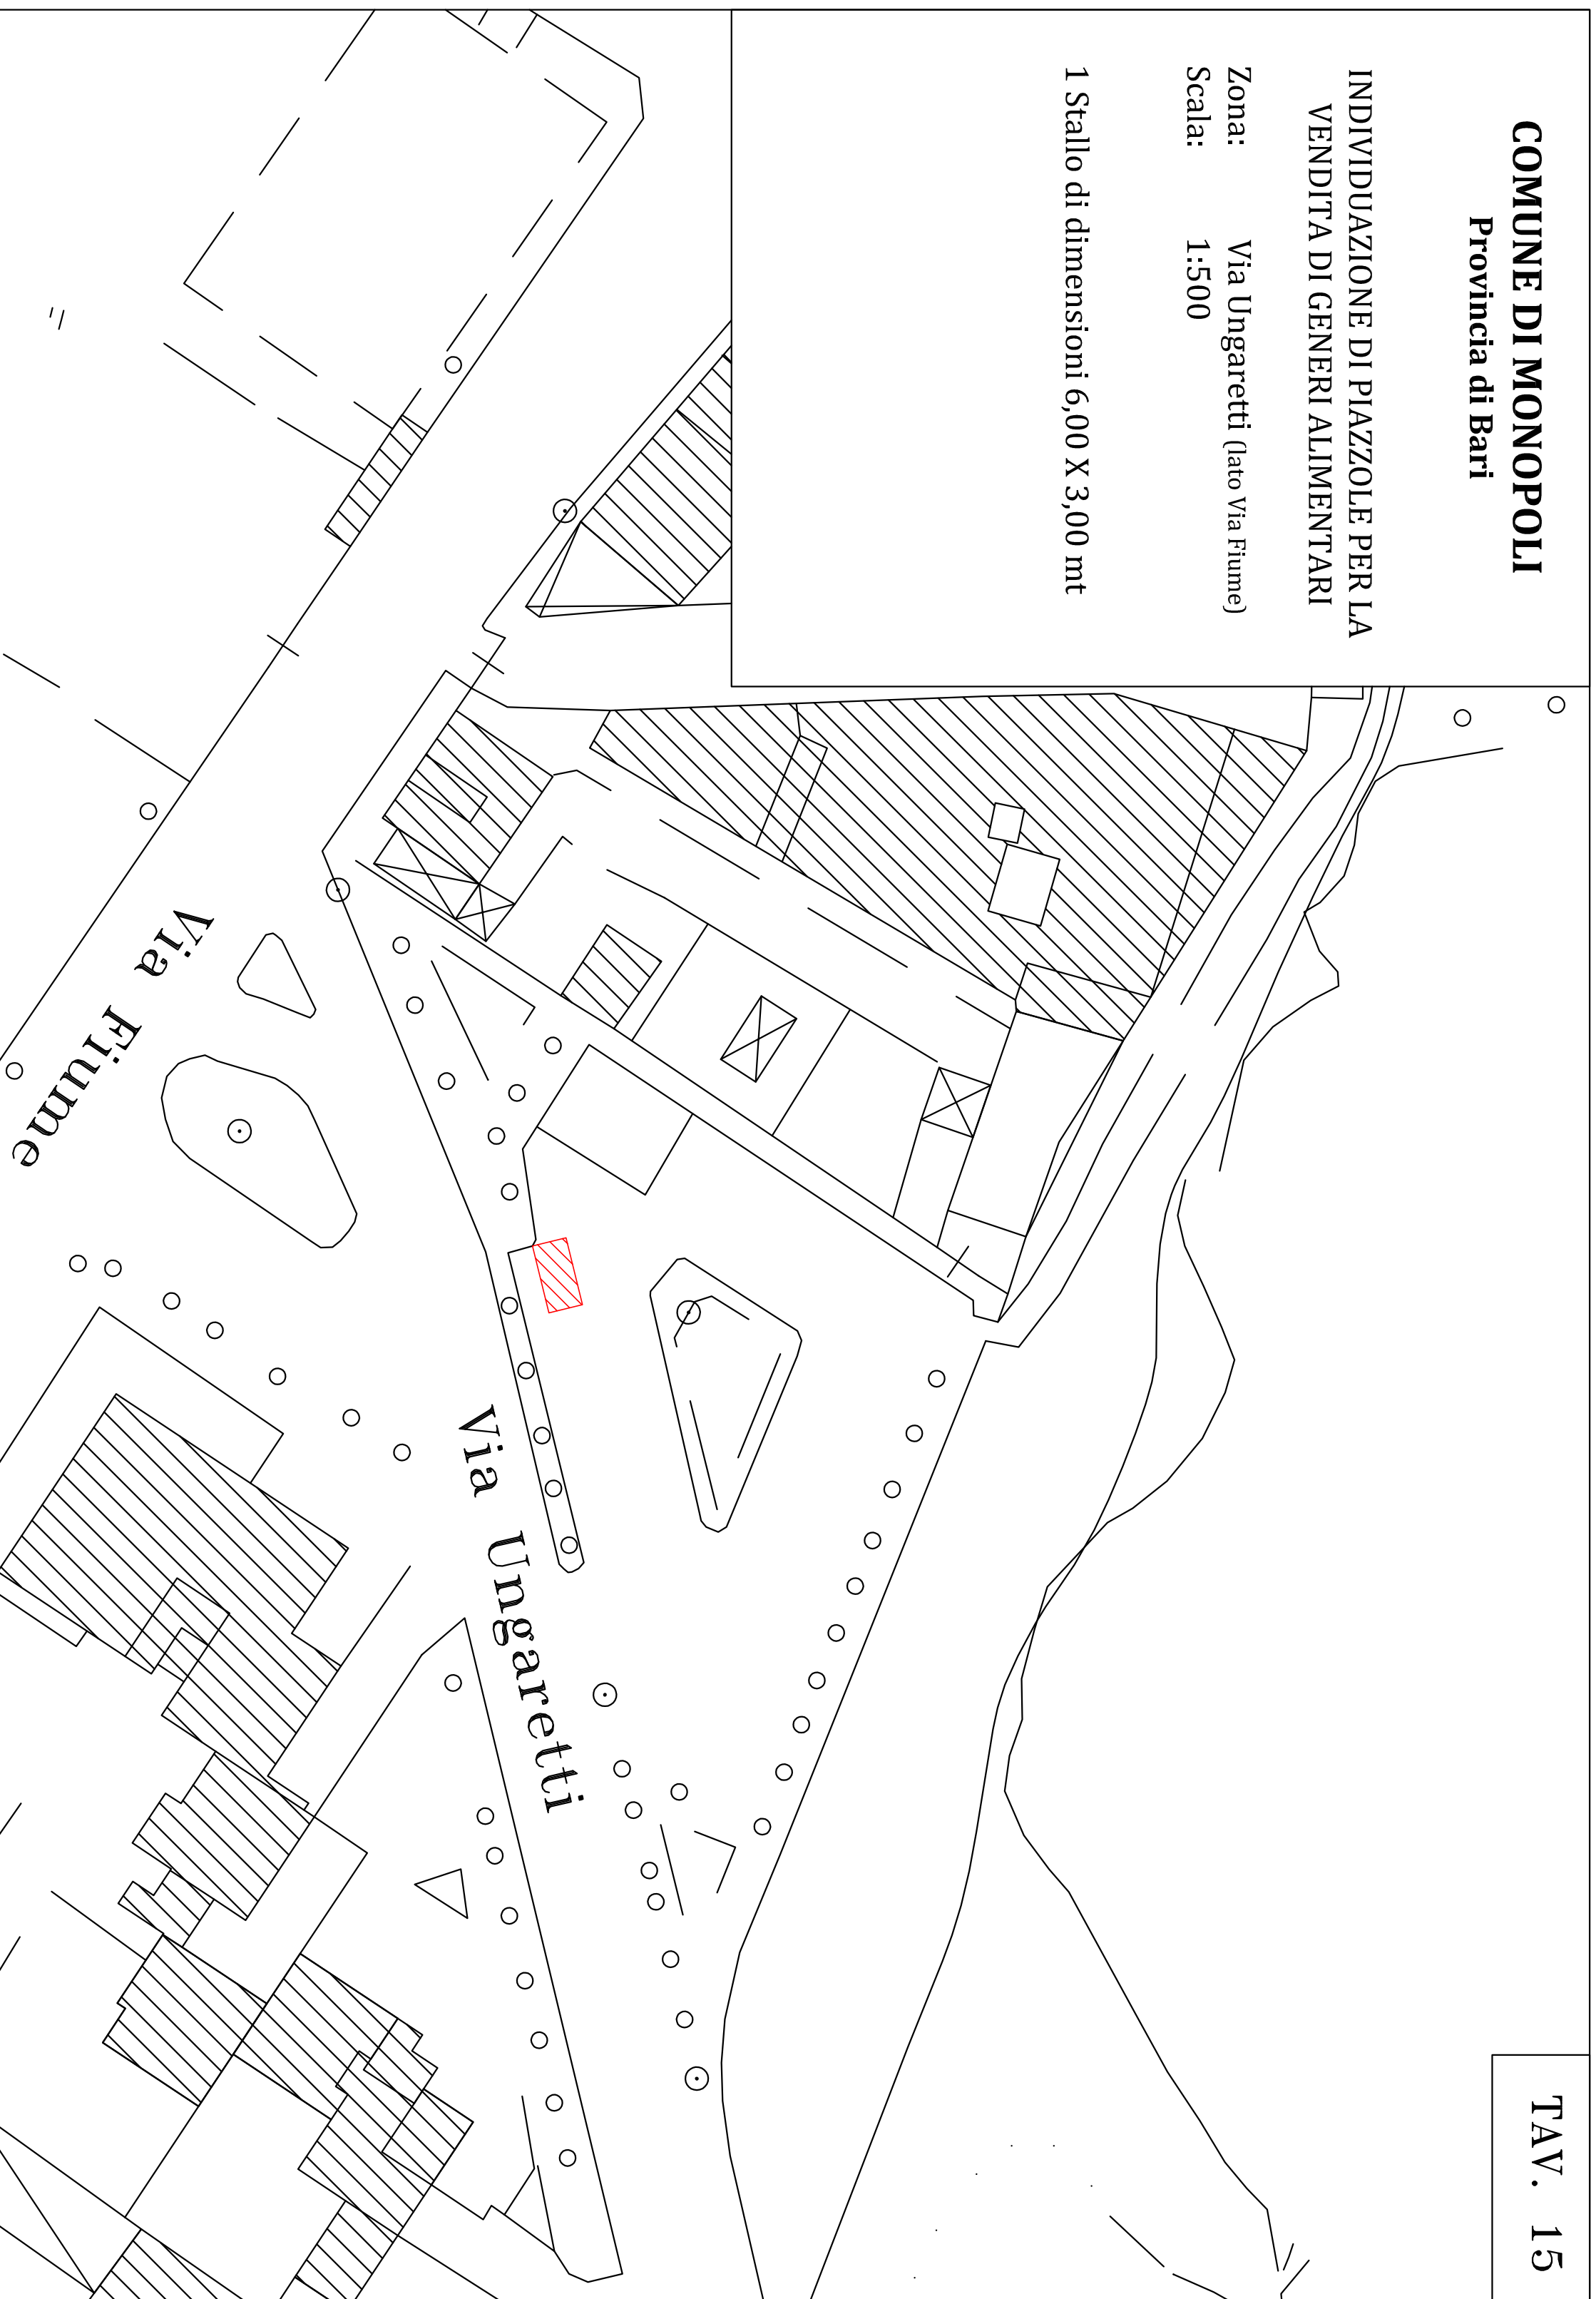 COMUNE DI MONOPOLI
Provincia di Bari
INDIVIDUAZIONE DI PIAZZOLE PER LA
VENDITA DI GENERI ALIMENTARI
Zona: Via Ungaretti (lato Via Fiume)
Scala: 1:500
1 Stallo di dimensioni 6,00 X 3,00 mt
TAV. 15
Via Fiume
Via Ungaretti